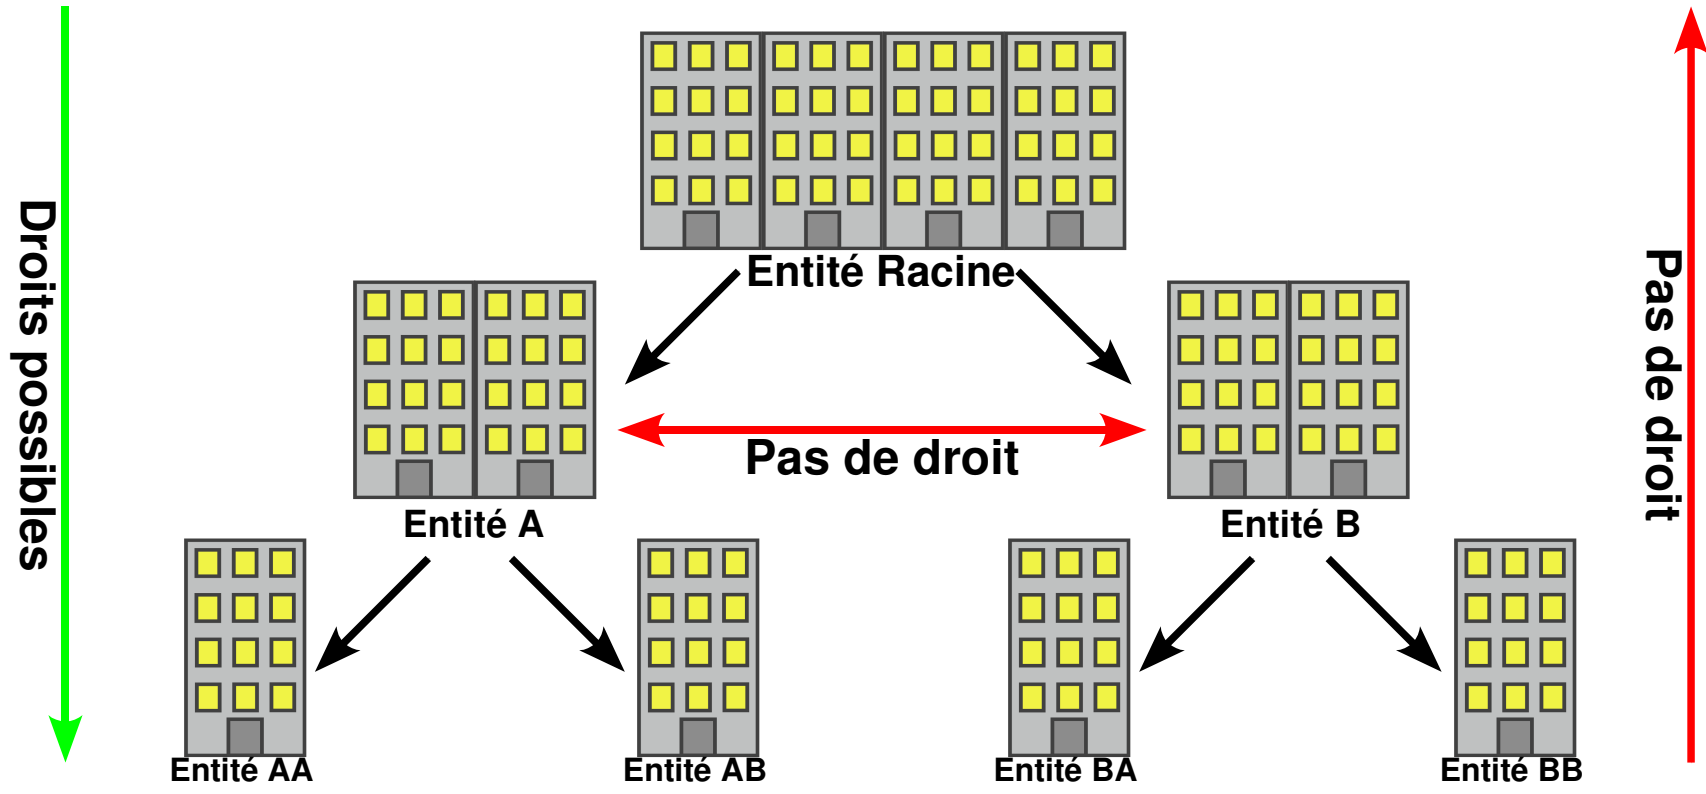 Droits possibles
Entité Racine
Pas de droit
Pas de droit
Entité A
Entité B
Entité AA
Entité AB
Entité BA
Entité BB